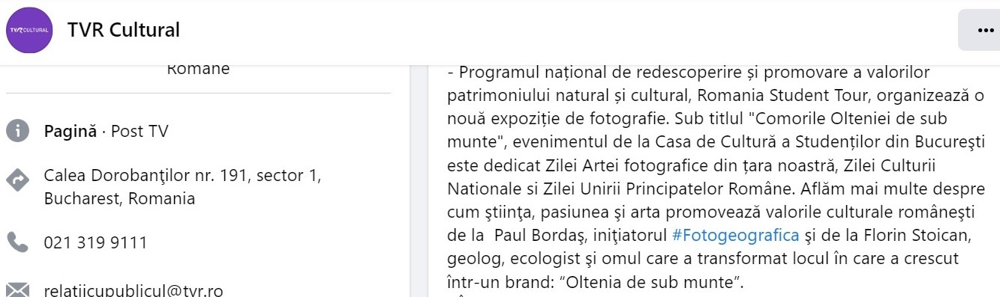 TVR CULTURAL
TVR Cultural
Române
Pagină · Post TV
Calea Dorobanţilor nr. 191, sector 1,
Bucharest, Romania
021 319 9111
relatiicupublicul@tvr.ro
- Programul național de redescoperire și promovare a valorilor
patrimoniului natural și cultural, Romania Student Tour, organizează o
nouă expoziție de fotografie. Sub titlul "Comorile Olteniei de sub
munte", evenimentul de la Casa de Cultură a Studenților din Bucureşti
este dedicat Zilei Artei fotografice din țara noastră, Zilei Culturii
Nationale si Zilei Unirii Principatelor Române. Aflăm mai multe despre
cum ştiinţa, pasiunea şi arta promovează valorile culturale româneşti
de la  Paul Bordaş, iniţiatorul #Fotogeografica şi de la Florin Stoican,
geolog, ecologist şi omul care a transformat locul în care a crescut
într-un brand: “Oltenia de sub munte”.